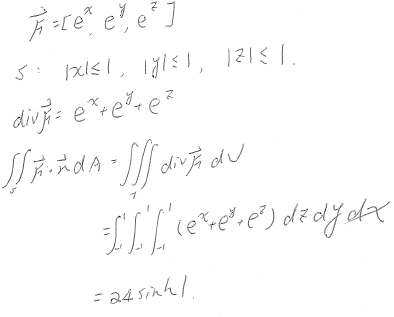 F⃗ = [e^x, e^y, e^z]
S : |x|≤1, |y|≤1, |z|≤1.
div F⃗ = e^x + e^y + e^z
∬_S F⃗ · n⃗ dA = ∭_T div F⃗ dV
= ∫_{-1}^{1} ∫_{-1}^{1} ∫_{-1}^{1} (e^x + e^y + e^z) dz dy dx
= 24 sinh 1.